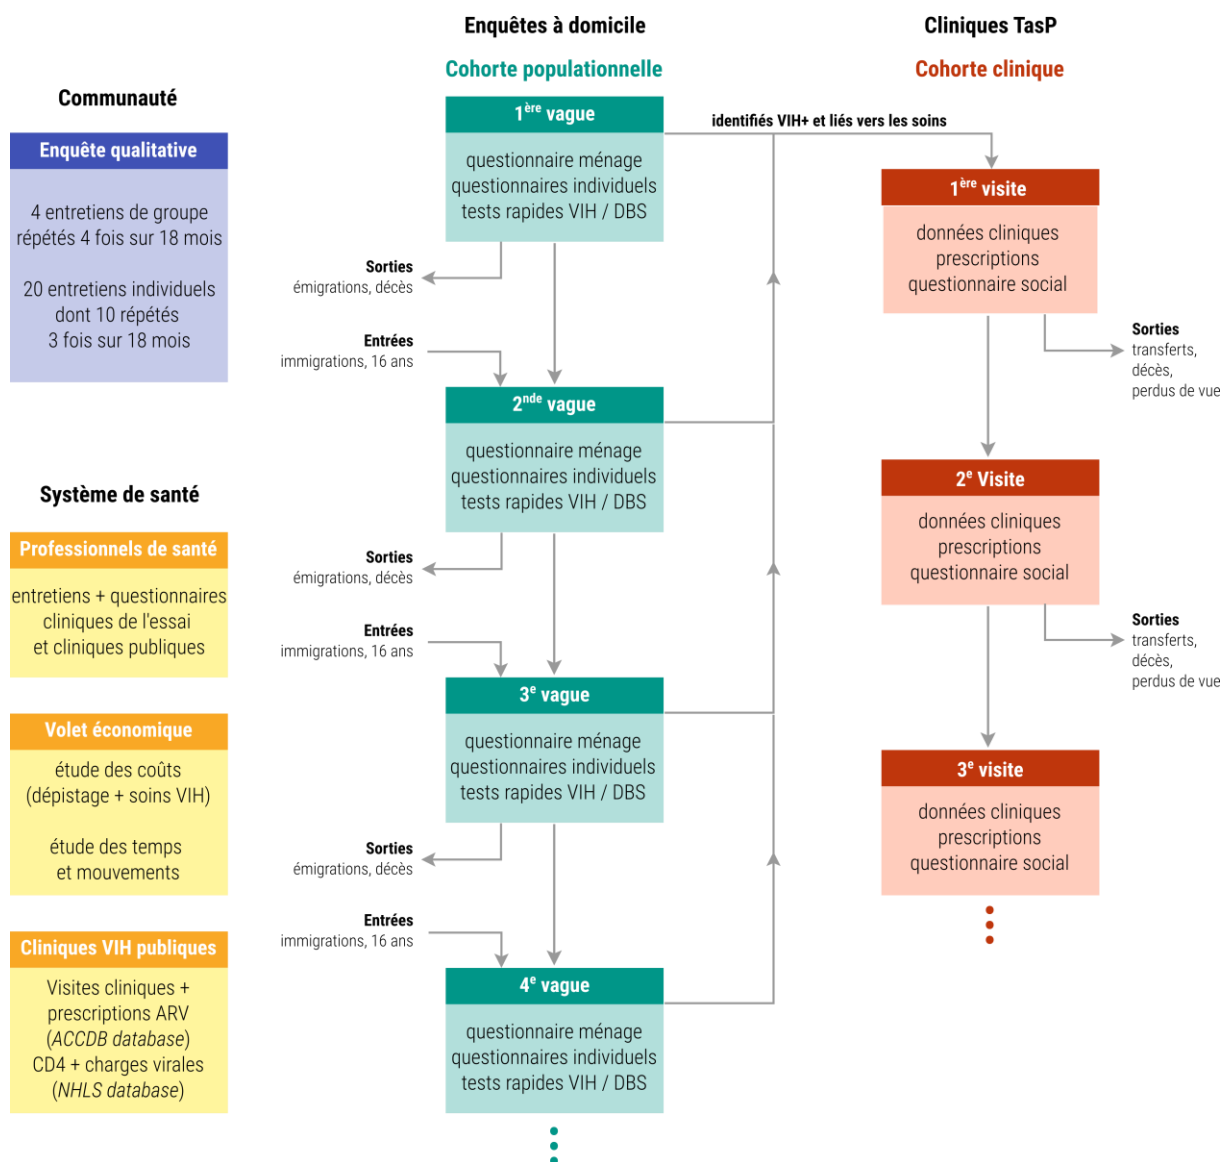 Communauté
Enquête qualitative
4 entretiens de groupe
répétés 4 fois sur 18 mois
20 entretiens individuels
dont 10 répétés
3 fois sur 18 mois
Système de santé
Professionnels de santé
entretiens + questionnaires
cliniques de l'essai
et cliniques publiques
Volet économique
étude des coûts
(dépistage + soins VIH)
étude des temps
et mouvements
Cliniques VIH publiques
Visites cliniques +
prescriptions ARV
(ACCDB database)
CD4 + charges virales
(NHLS database)
Enquêtes à domicile
Cohorte populationnelle
1ère vague
questionnaire ménage
questionnaires individuels
tests rapides VIH / DBS
Sorties
émigrations, décès
Entrées
immigrations, 16 ans
2nde vague
questionnaire ménage
questionnaires individuels
tests rapides VIH / DBS
Sorties
émigrations, décès
Entrées
immigrations, 16 ans
3e vague
questionnaire ménage
questionnaires individuels
tests rapides VIH / DBS
Sorties
émigrations, décès
Entrées
immigrations, 16 ans
4e vague
questionnaire ménage
questionnaires individuels
tests rapides VIH / DBS
identifiés VIH+ et liés vers les soins
Cliniques TasP
Cohorte clinique
1ère visite
données cliniques
prescriptions
questionnaire social
Sorties
transferts,
décès,
perdus de vue
2e Visite
données cliniques
prescriptions
questionnaire social
Sorties
transferts,
décès,
perdus de vue
3e visite
données cliniques
prescriptions
questionnaire social